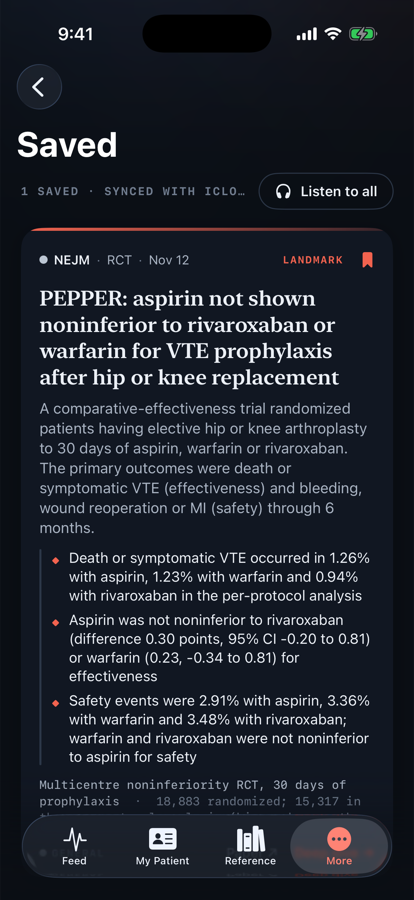 9:41
Saved
1 SAVED · SYNCED WITH ICLO…
Listen to all
NEJM · RCT · Nov 12
LANDMARK
PEPPER: aspirin not shown
noninferior to rivaroxaban or
warfarin for VTE prophylaxis
after hip or knee replacement
A comparative-effectiveness trial randomized
patients having elective hip or knee arthroplasty
to 30 days of aspirin, warfarin or rivaroxaban.
The primary outcomes were death or
symptomatic VTE (effectiveness) and bleeding,
wound reoperation or MI (safety) through 6
months.
Death or symptomatic VTE occurred in 1.26%
with aspirin, 1.23% with warfarin and 0.94%
with rivaroxaban in the per-protocol analysis
Aspirin was not noninferior to rivaroxaban
(difference 0.30 points, 95% CI -0.20 to 0.81)
or warfarin (0.23, -0.34 to 0.81) for
effectiveness
Safety events were 2.91% with aspirin, 3.36%
with warfarin and 3.48% with rivaroxaban;
warfarin and rivaroxaban were not noninferior
to aspirin for safety
Multicentre noninferiority RCT, 30 days of
prophylaxis · 18,883 randomized; 15,317 in
Feed
My Patient
Reference
More